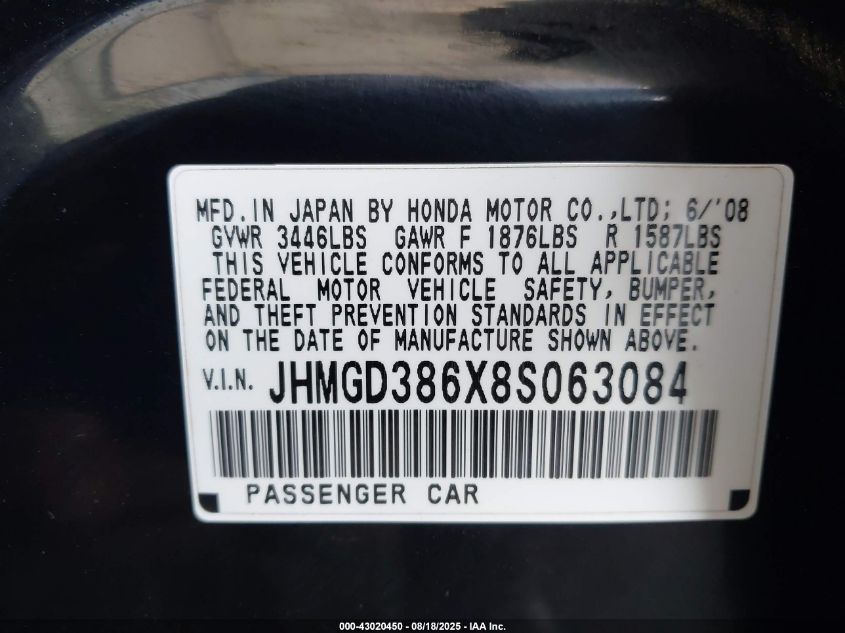 MFD. IN JAPAN BY HONDA MOTOR CO.,LTD; 6/'08
GVWR 3446LBS GAWR F 1876LBS R 1587LBS
THIS VEHICLE CONFORMS TO ALL APPLICABLE
FEDERAL MOTOR VEHICLE SAFETY, BUMPER,
AND THEFT PREVENTION STANDARDS IN EFFECT
ON THE DATE OF MANUFACTURE SHOWN ABOVE.
V.I.N. JHMGD386X8S063084
PASSENGER CAR
000-43020450 - 08/18/2025 - IAA Inc.